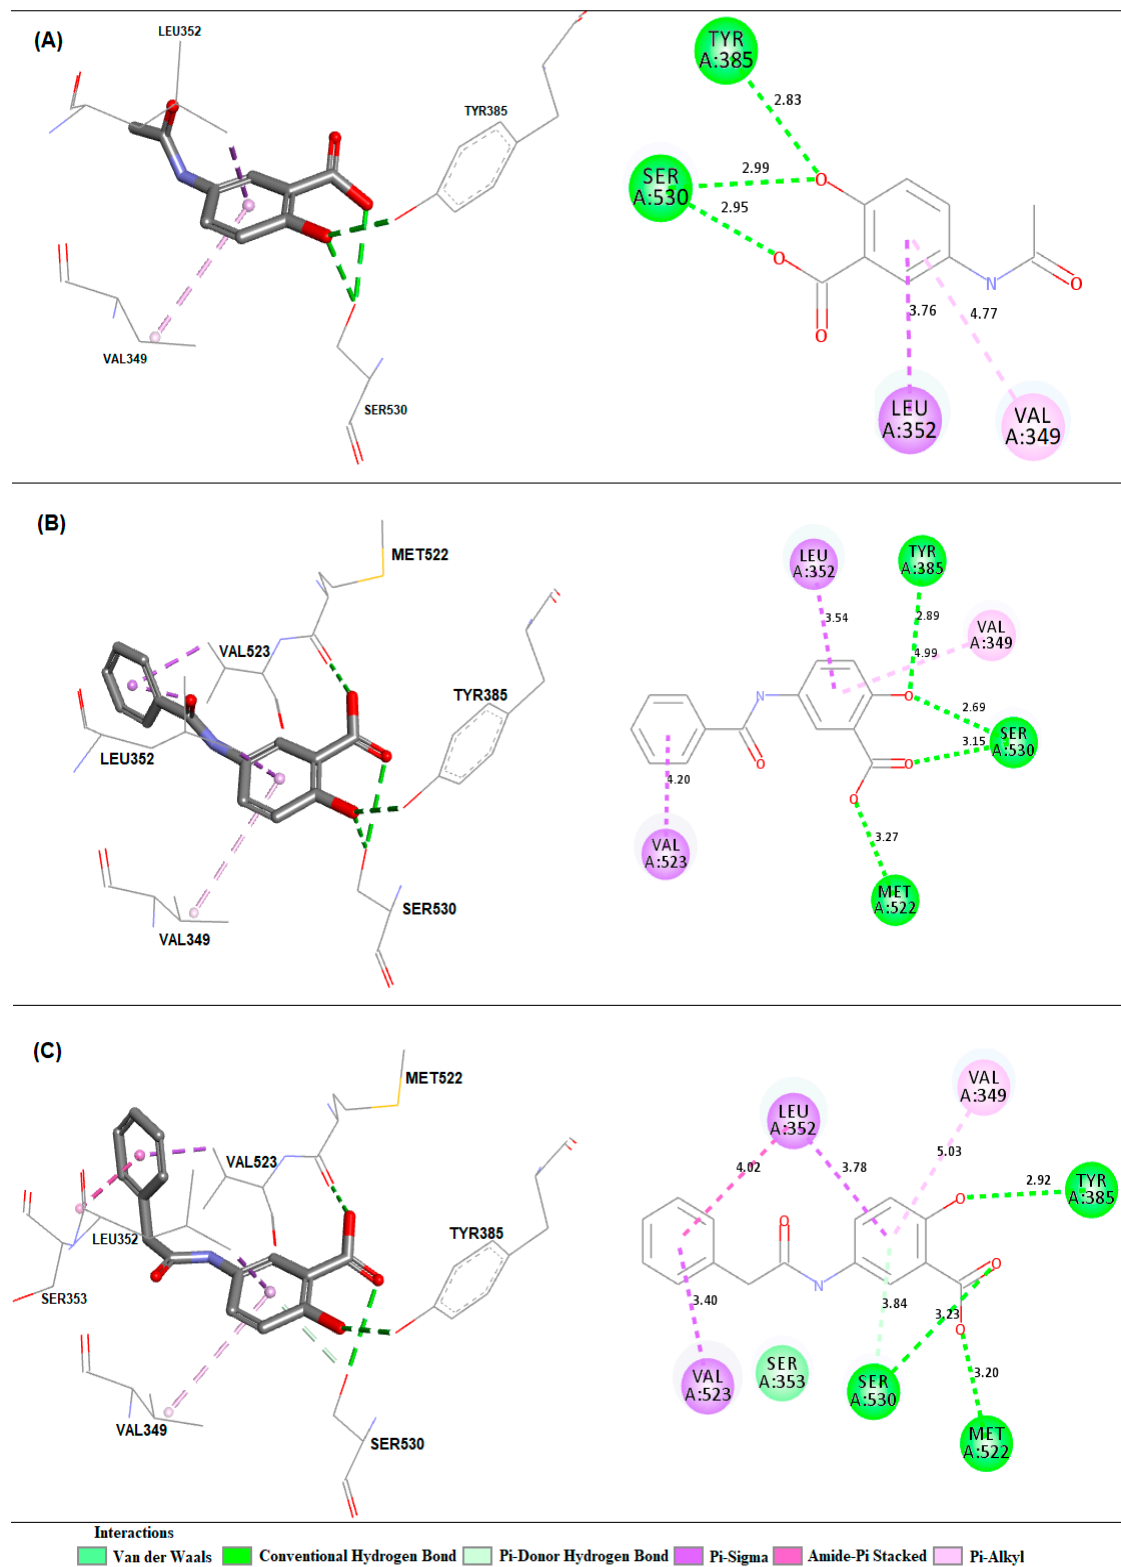 (A)
LEU352
TYR385
VAL349
SER530
TYR
A:385
2.83
SER
A:530
2.99
2.95
O
O
O
N
O
3.76
4.77
LEU
A:352
VAL
A:349
(B)
MET522
VAL523
TYR385
LEU352
VAL349
SER530
LEU
A:352
TYR
A:385
VAL
A:349
3.54
2.89
4.99
N
O
2.69
SER
A:530
3.15
O
O
O
4.20
VAL
A:523
3.27
MET
A:522
(C)
MET522
VAL523
TYR385
LEU352
SER353
VAL349
SER530
VAL
A:349
LEU
A:352
4.02
3.78
5.03
2.92
TYR
A:385
O
O
N
O
O
3.40
3.84
3.23
3.20
VAL
A:523
SER
A:353
SER
A:530
MET
A:522
Interactions
Van der Waals
Conventional Hydrogen Bond
Pi-Donor Hydrogen Bond
Pi-Sigma
Amide-Pi Stacked
Pi-Alkyl